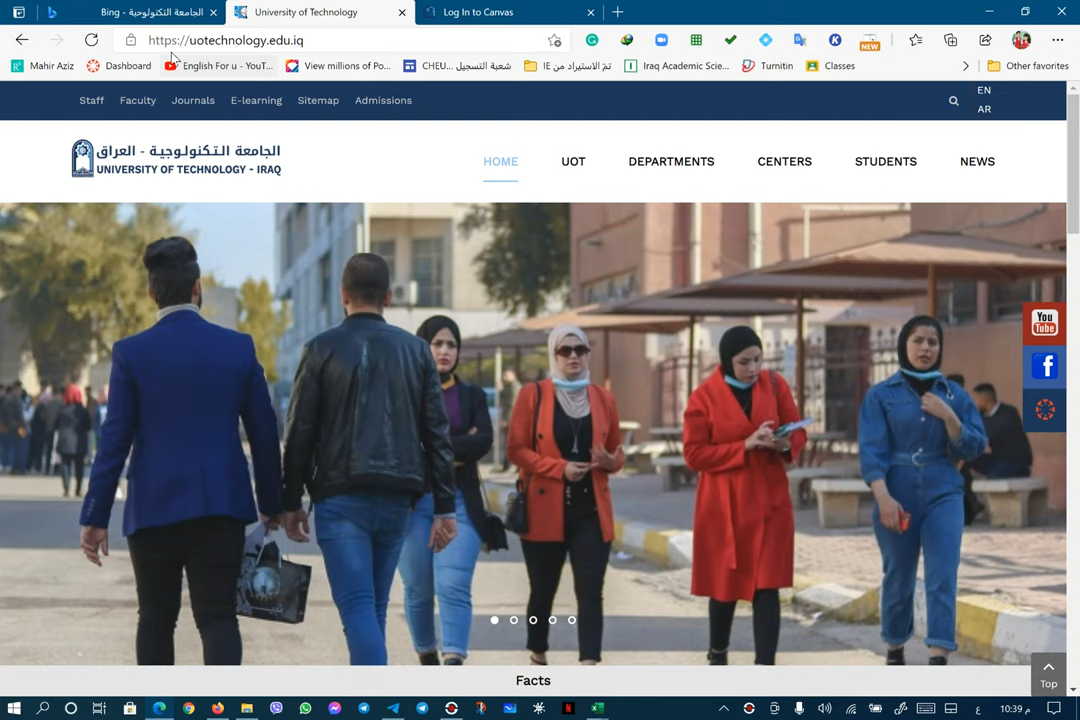 Bing - الجامعة التكنولوجية
University of Technology
Log In to Canvas
https://uotechnology.edu.iq
NEW
Mahir Aziz
Dashboard
English For u - YouT...
View millions of Po...
CHEU... شعبة التسجيل
تمّ الاستيراد من IE
Iraq Academic Scie...
Turnitin
Classes
Other favorites
Staff
Faculty
Journals
E-learning
Sitemap
Admissions
EN
AR
الجامعة التكنولوجية - العراق
UNIVERSITY OF TECHNOLOGY - IRAQ
HOME
UOT
DEPARTMENTS
CENTERS
STUDENTS
NEWS
You
Tube
f
Top
Facts
ع
10:39 م